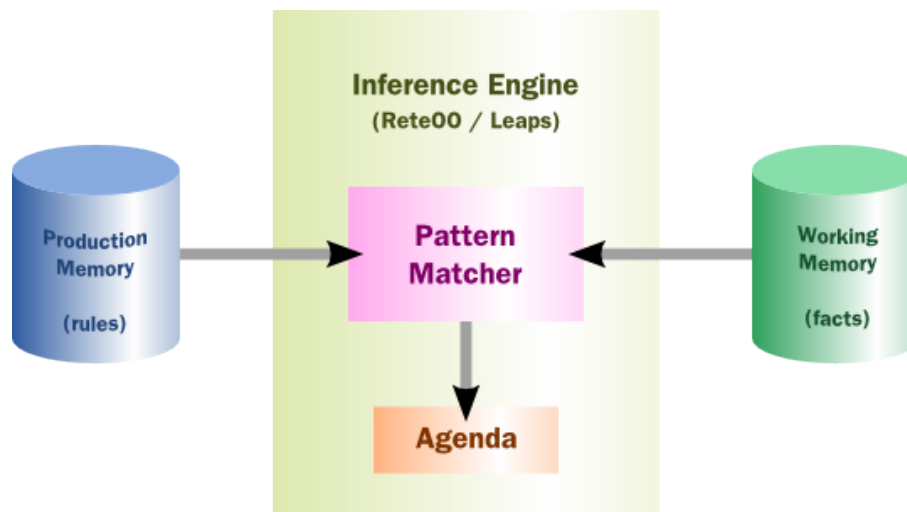 Inference Engine
(ReteOO / Leaps)
Production
Memory
(rules)
Pattern
Matcher
Working
Memory
(facts)
Agenda